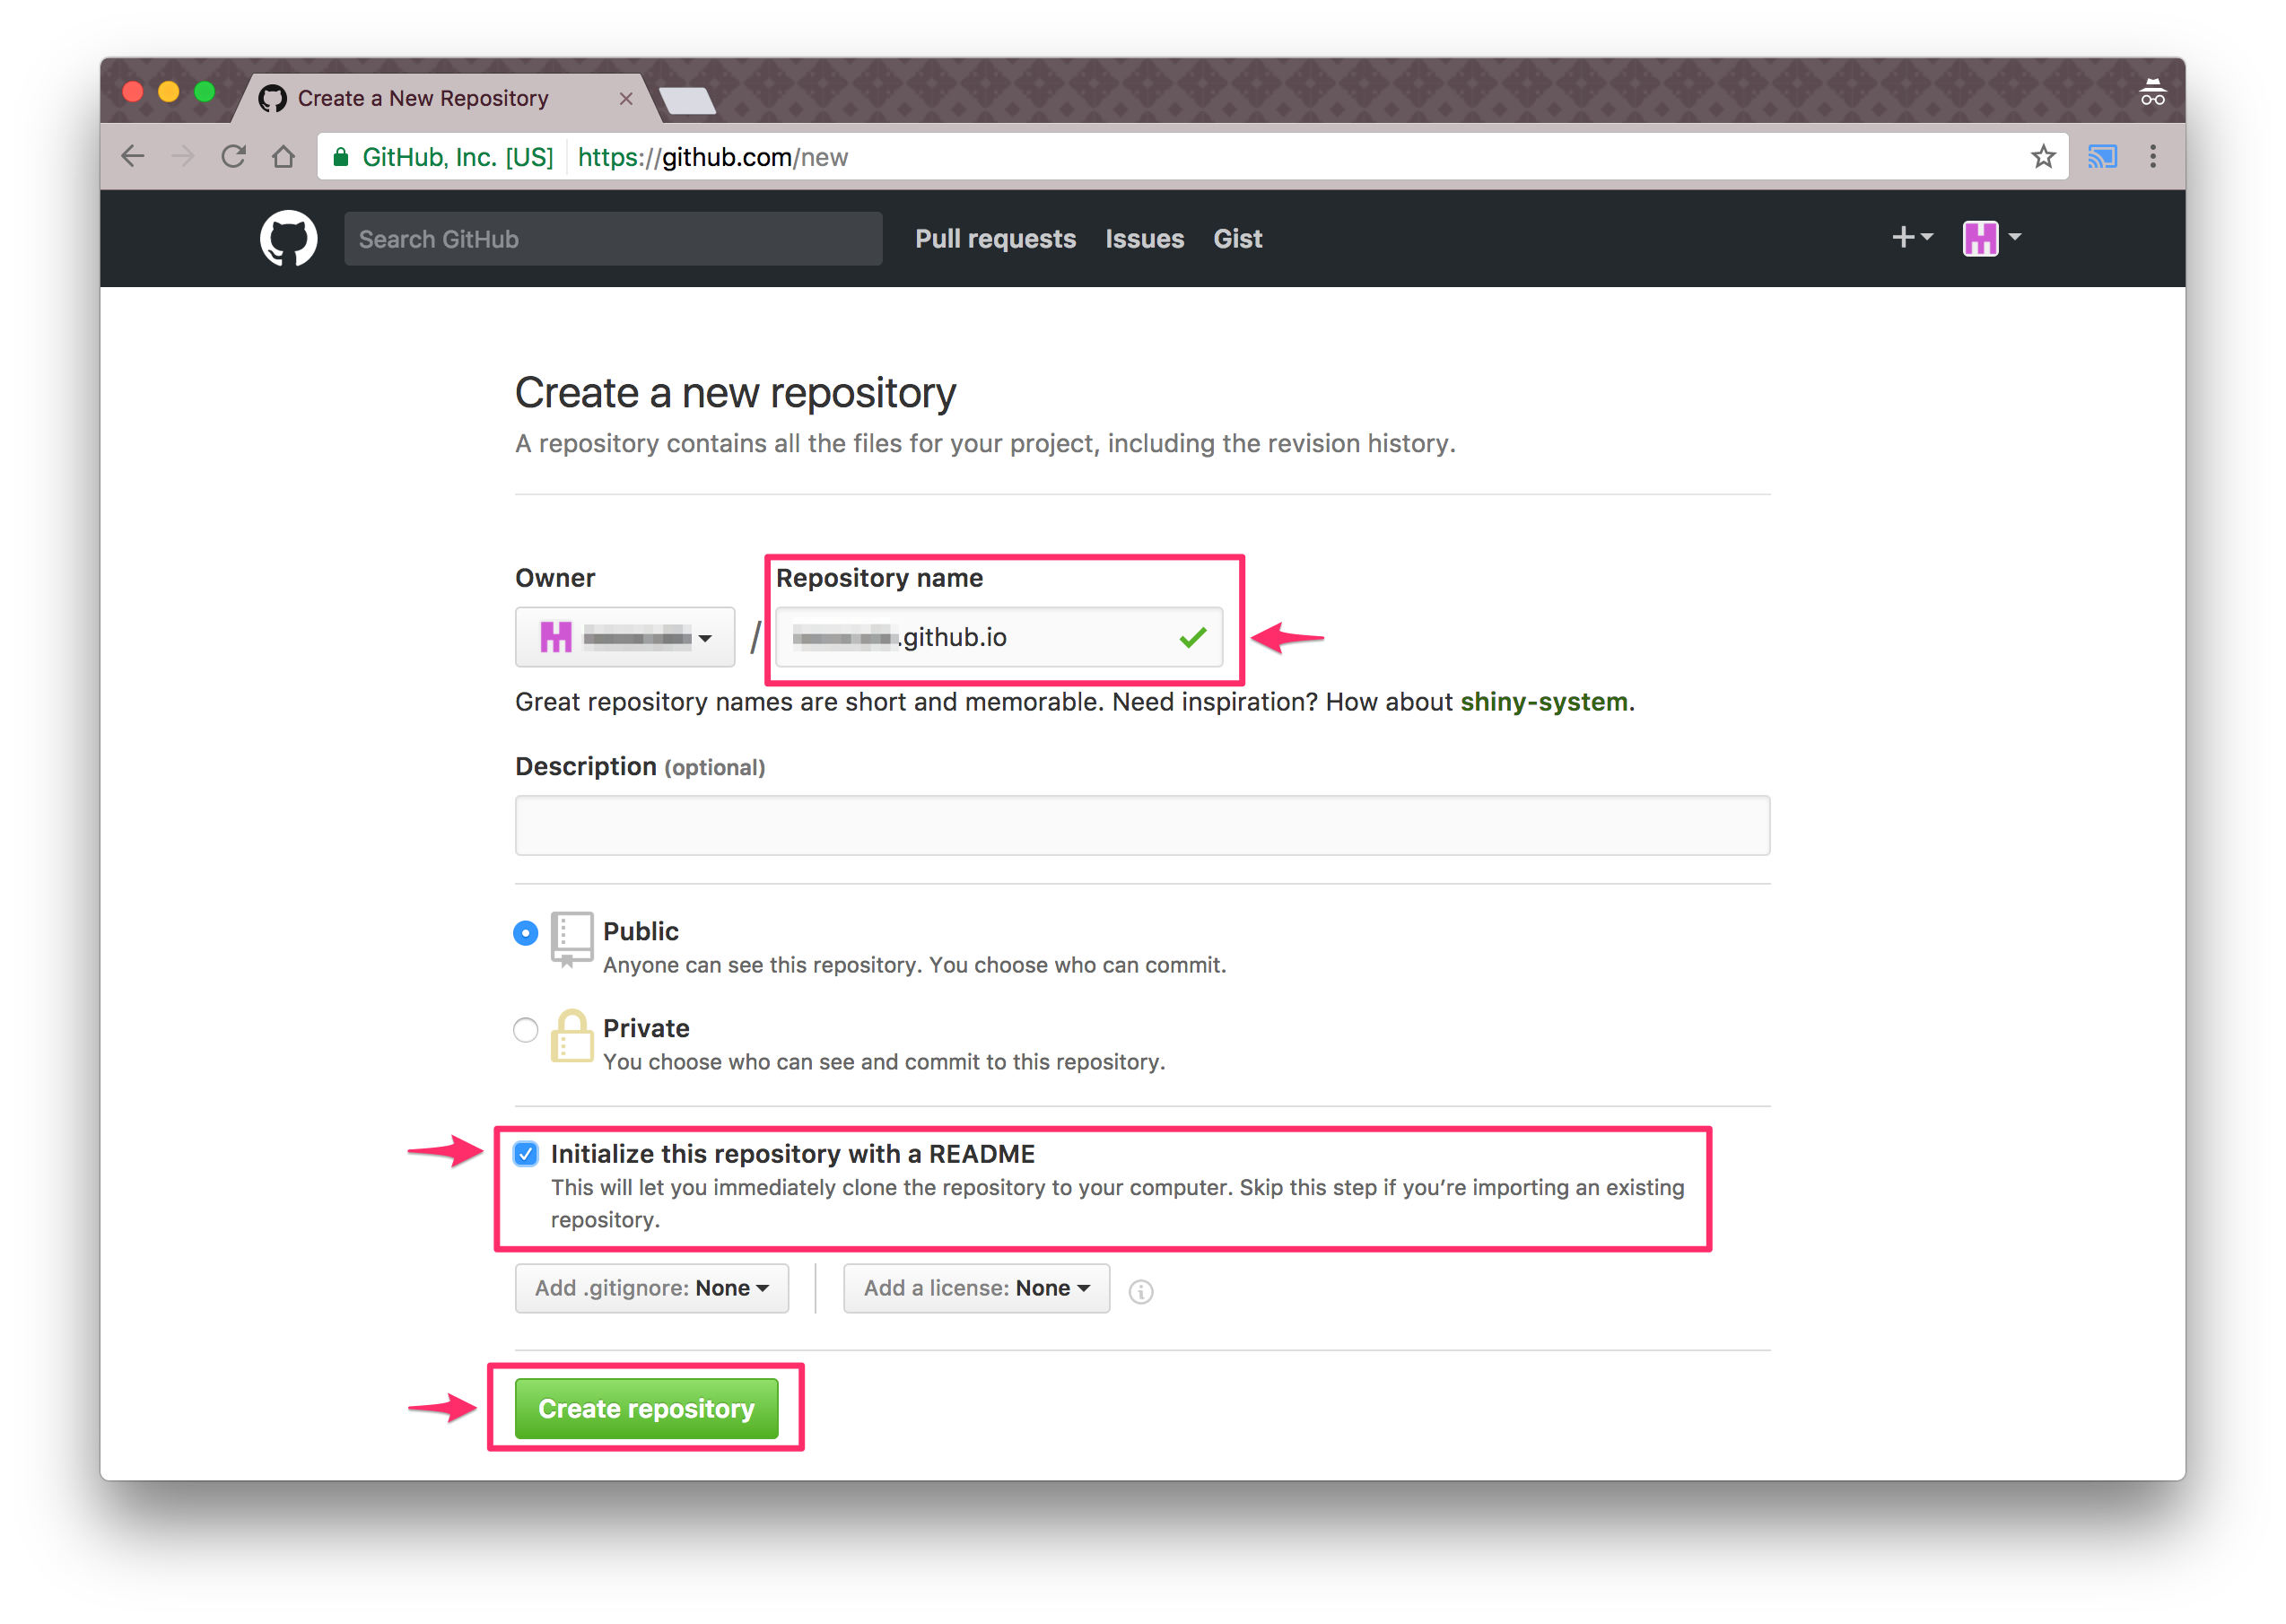 Create a New Repository
GitHub, Inc. [US] https://github.com/new
Search GitHub Pull requests Issues Gist
Create a new repository
A repository contains all the files for your project, including the revision history.
Owner Repository name
/ .github.io
Great repository names are short and memorable. Need inspiration? How about shiny-system.
Description (optional)
Public
Anyone can see this repository. You choose who can commit.
Private
You choose who can see and commit to this repository.
Initialize this repository with a README
This will let you immediately clone the repository to your computer. Skip this step if you’re importing an existing
repository.
Add .gitignore: None Add a license: None
Create repository